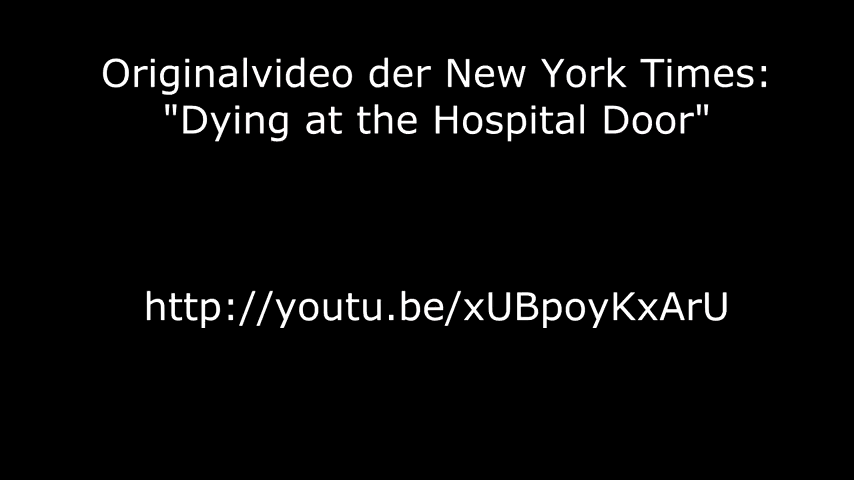 Originalvideo der New York Times:
"Dying at the Hospital Door"
http://youtu.be/xUBpoyKxArU